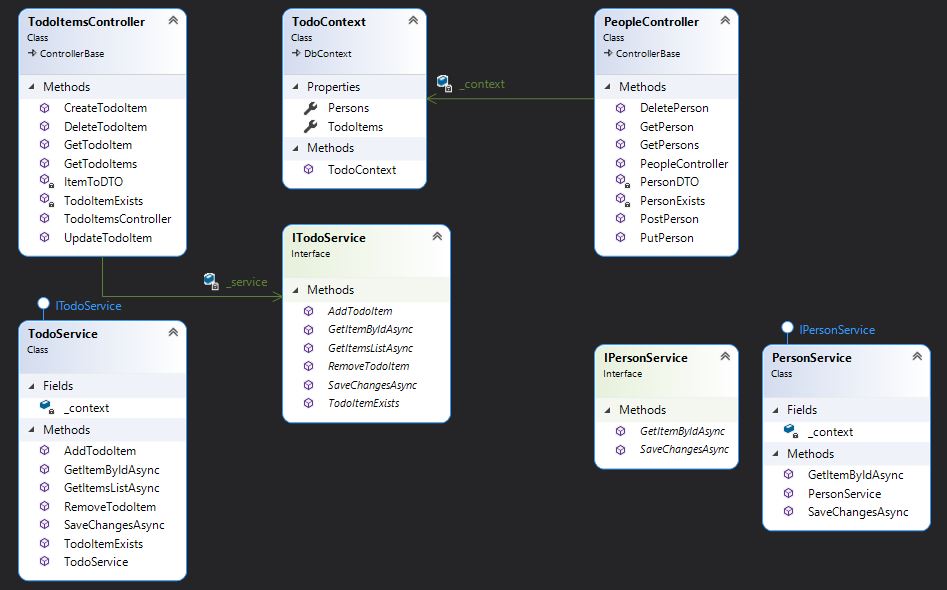 TodoItemsController
Class
ControllerBase
Methods
CreateTodoItem
DeleteTodoItem
GetTodoItem
GetTodoItems
ItemToDTO
TodoItemExists
TodoItemsController
UpdateTodoItem
TodoContext
Class
DbContext
Properties
Persons
TodoItems
Methods
TodoContext
_context
PeopleController
Class
ControllerBase
Methods
DeletePerson
GetPerson
GetPersons
PeopleController
PersonDTO
PersonExists
PostPerson
PutPerson
_service
ITodoService
Interface
Methods
AddTodoItem
GetItemByIdAsync
GetItemsListAsync
RemoveTodoItem
SaveChangesAsync
TodoItemExists
ITodoService
TodoService
Class
Fields
_context
Methods
AddTodoItem
GetItemByIdAsync
GetItemsListAsync
RemoveTodoItem
SaveChangesAsync
TodoItemExists
TodoService
IPersonService
Interface
Methods
GetItemByIdAsync
SaveChangesAsync
IPersonService
PersonService
Class
Fields
_context
Methods
GetItemByIdAsync
PersonService
SaveChangesAsync